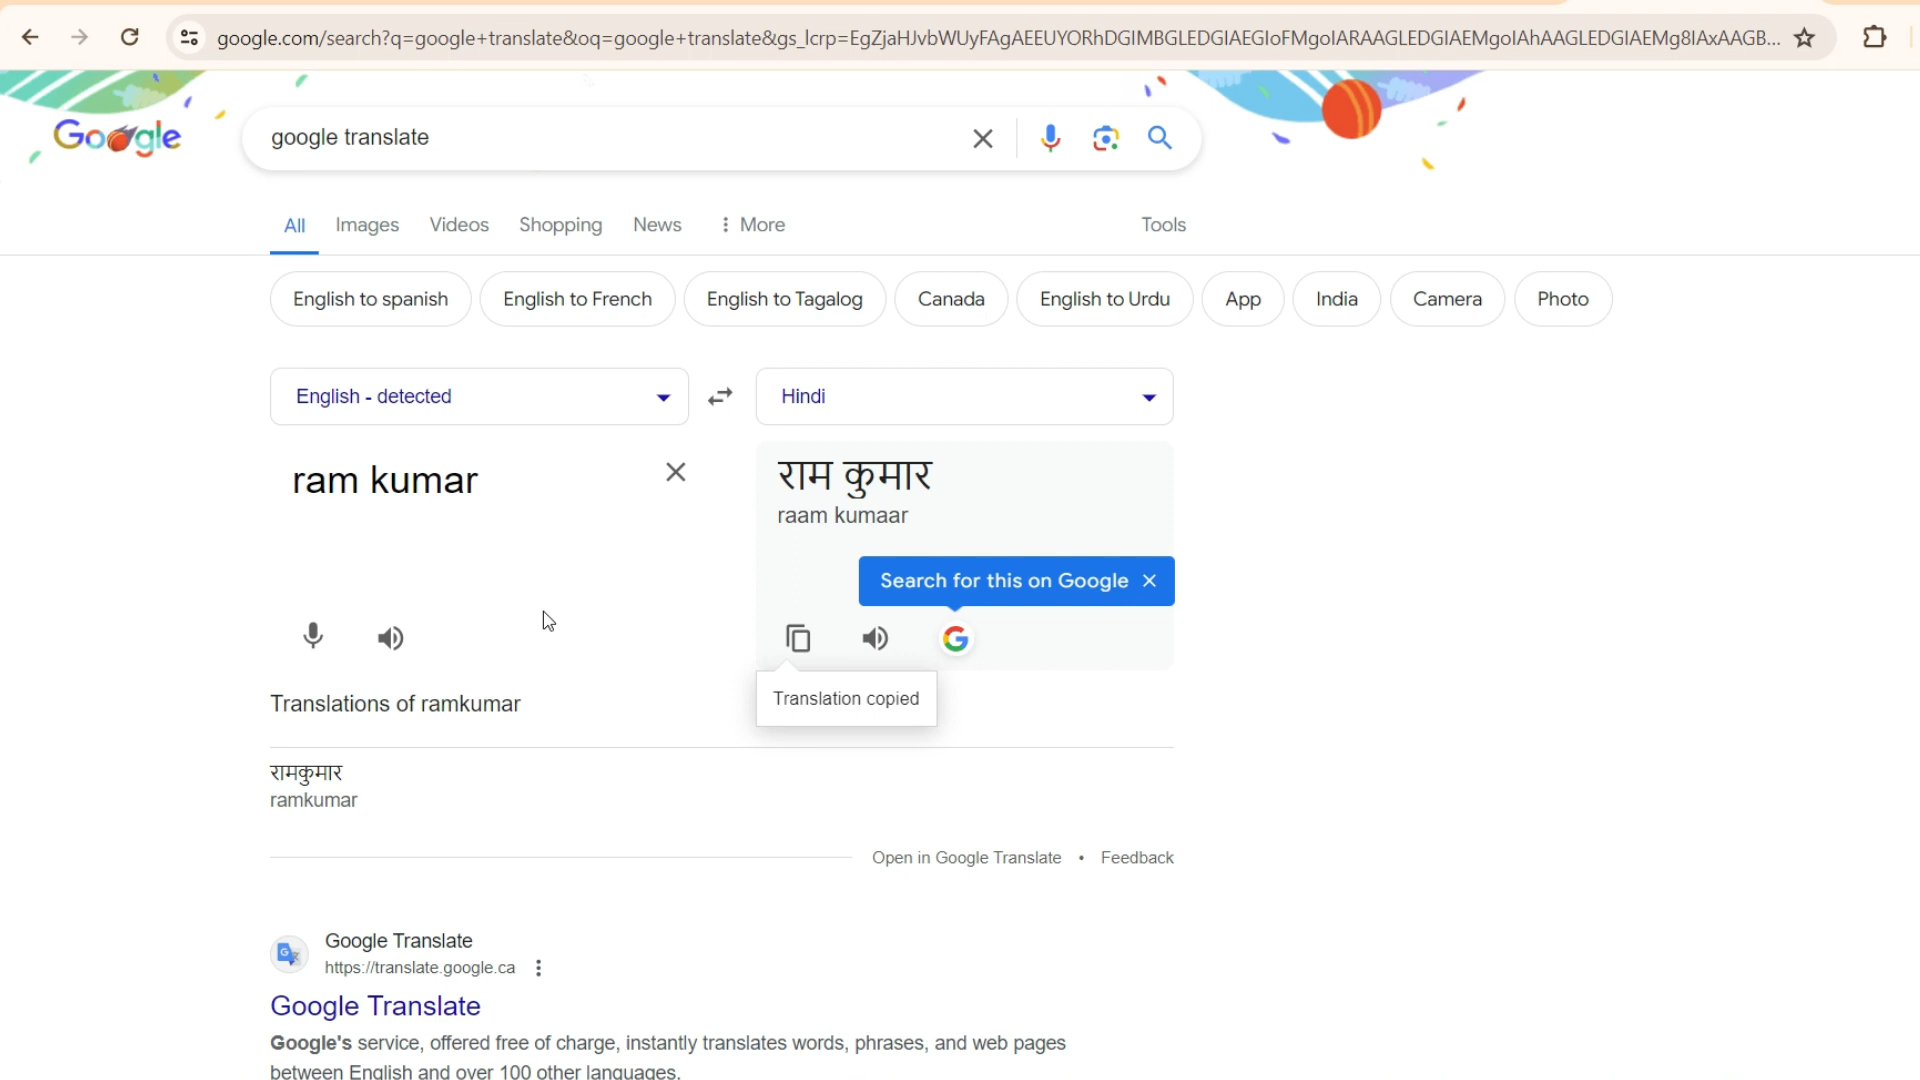 google.com/search?q=google+translate&oq=google+translate&gs_lcrp=EgZjaHJvbWUyFAgAEEUYORhDGIMBGLEDGIAEGIoFMgoIARAAGLEDGIAEMgoIAhAAGLEDGIAEMg8IAxAAGB...
Google
google translate
All Images Videos Shopping News More Tools
English to spanish English to French English to Tagalog Canada English to Urdu App India Camera Photo
English - detected Hindi
ram kumar राम कुमार
raam kumaar
Search for this on Google
Translation copied
Translations of ramkumar
रामकुमार
ramkumar
Open in Google Translate • Feedback
Google Translate
https://translate.google.ca
Google Translate
Google's service, offered free of charge, instantly translates words, phrases, and web pages
between English and over 100 other languages.